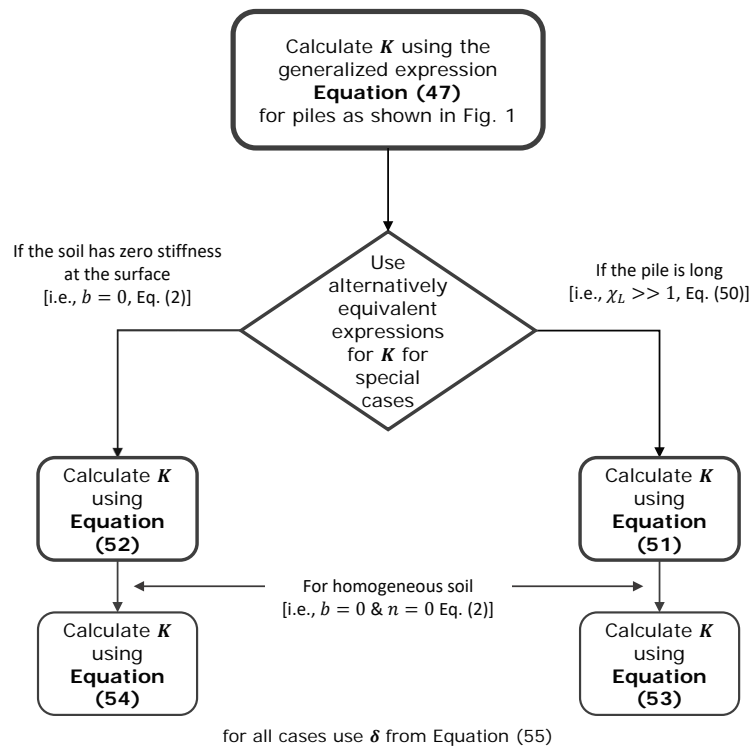 Calculate K using the
generalized expression
Equation (47)
for piles as shown in Fig. 1
If the soil has zero stiffness
at the surface
[i.e., b = 0, Eq. (2)]
Use
alternatively
equivalent
expressions
for K for
special
cases
If the pile is long
[i.e., χ_L >> 1, Eq. (50)]
Calculate K
using
Equation
(52)
Calculate K
using
Equation
(51)
For homogeneous soil
[i.e., b = 0 & n = 0 Eq. (2)]
Calculate K
using
Equation
(54)
Calculate K
using
Equation
(53)
for all cases use δ from Equation (55)